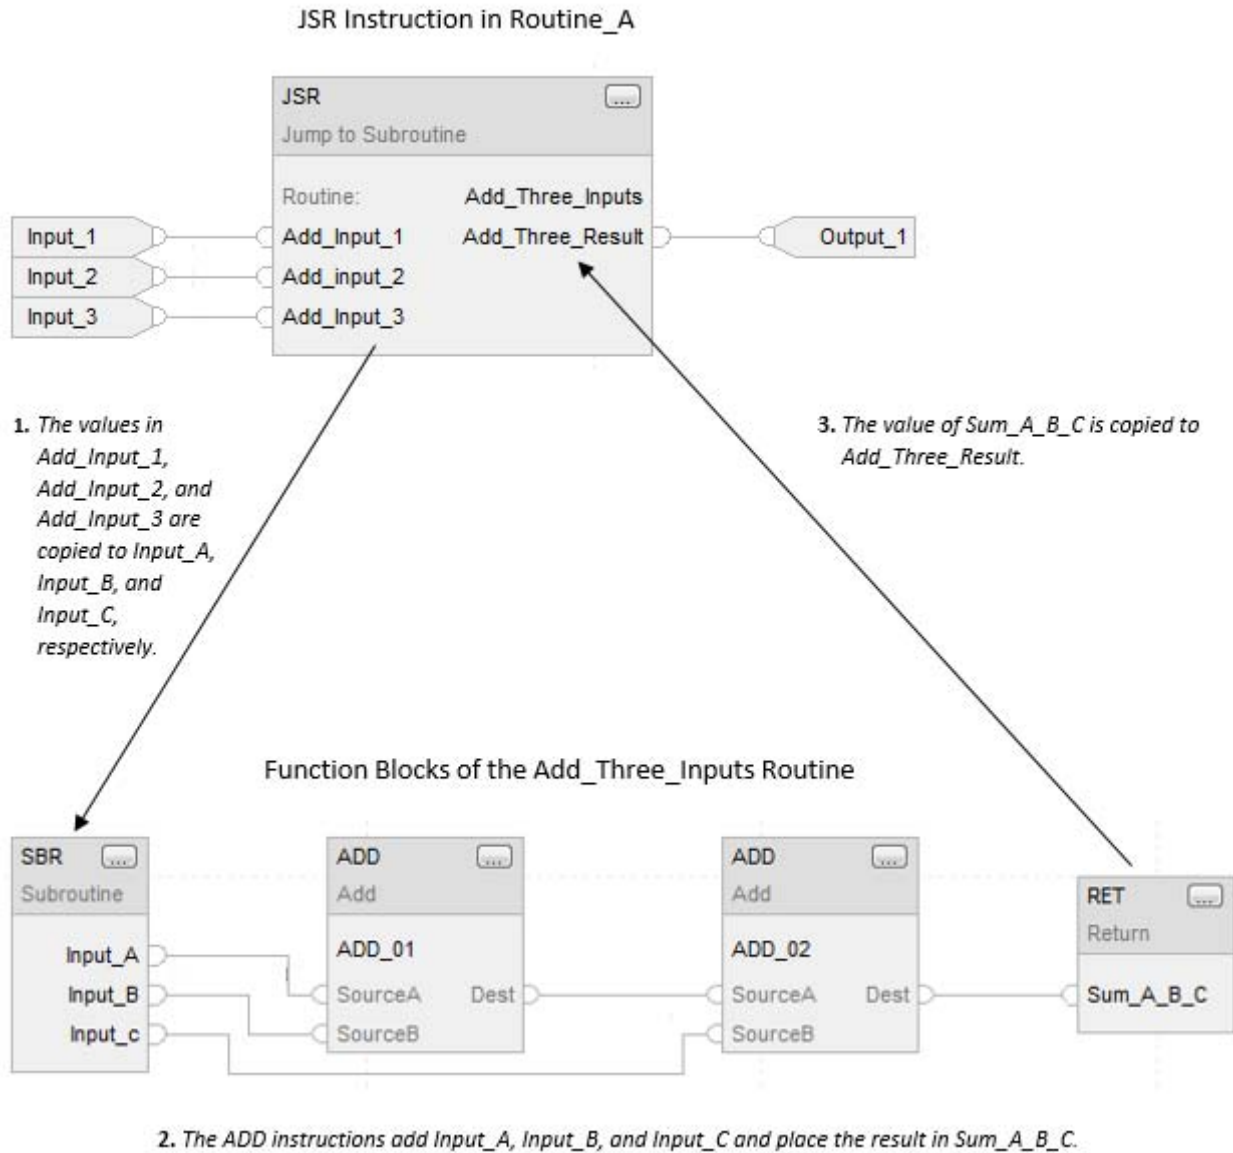 JSR Instruction in Routine_A
JSR
...
Jump to Subroutine
Routine:
Add_Three_Inputs
Input_1
Add_Input_1
Add_Three_Result
Output_1
Input_2
Add_input_2
Input_3
Add_Input_3
1. The values in
Add_Input_1,
Add_Input_2, and
Add_Input_3 are
copied to Input_A,
Input_B, and
Input_C,
respectively.
3. The value of Sum_A_B_C is copied to
Add_Three_Result.
Function Blocks of the Add_Three_Inputs Routine
SBR
...
Subroutine
Input_A
Input_B
Input_c
ADD
...
Add
ADD_01
SourceA
Dest
SourceB
ADD
...
Add
ADD_02
SourceA
Dest
SourceB
RET
...
Return
Sum_A_B_C
2. The ADD instructions add Input_A, Input_B, and Input_C and place the result in Sum_A_B_C.